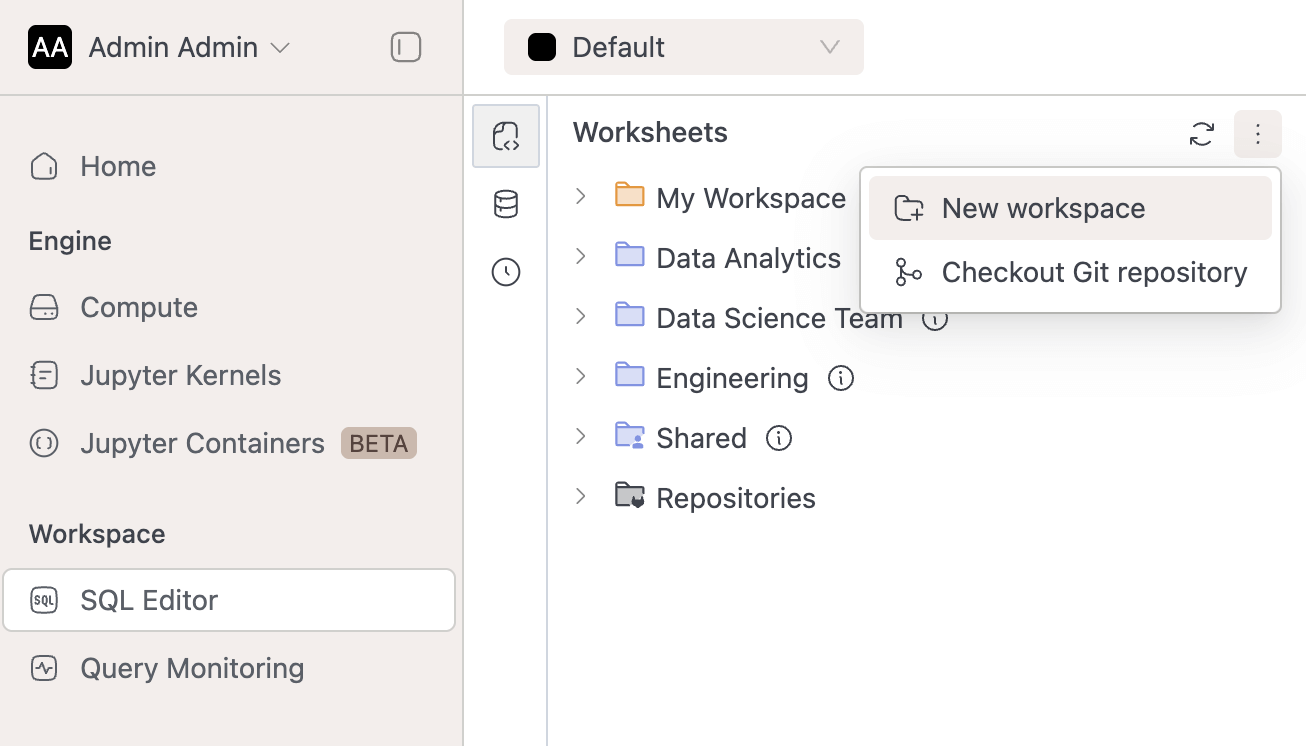 AA Admin Admin
Default
Home
Engine
Compute
Jupyter Kernels
Jupyter Containers BETA
Workspace
SQL SQL Editor
Query Monitoring
Worksheets
My Workspace
Data Analytics
Data Science Team
Engineering
Shared
Repositories
New workspace
Checkout Git repository